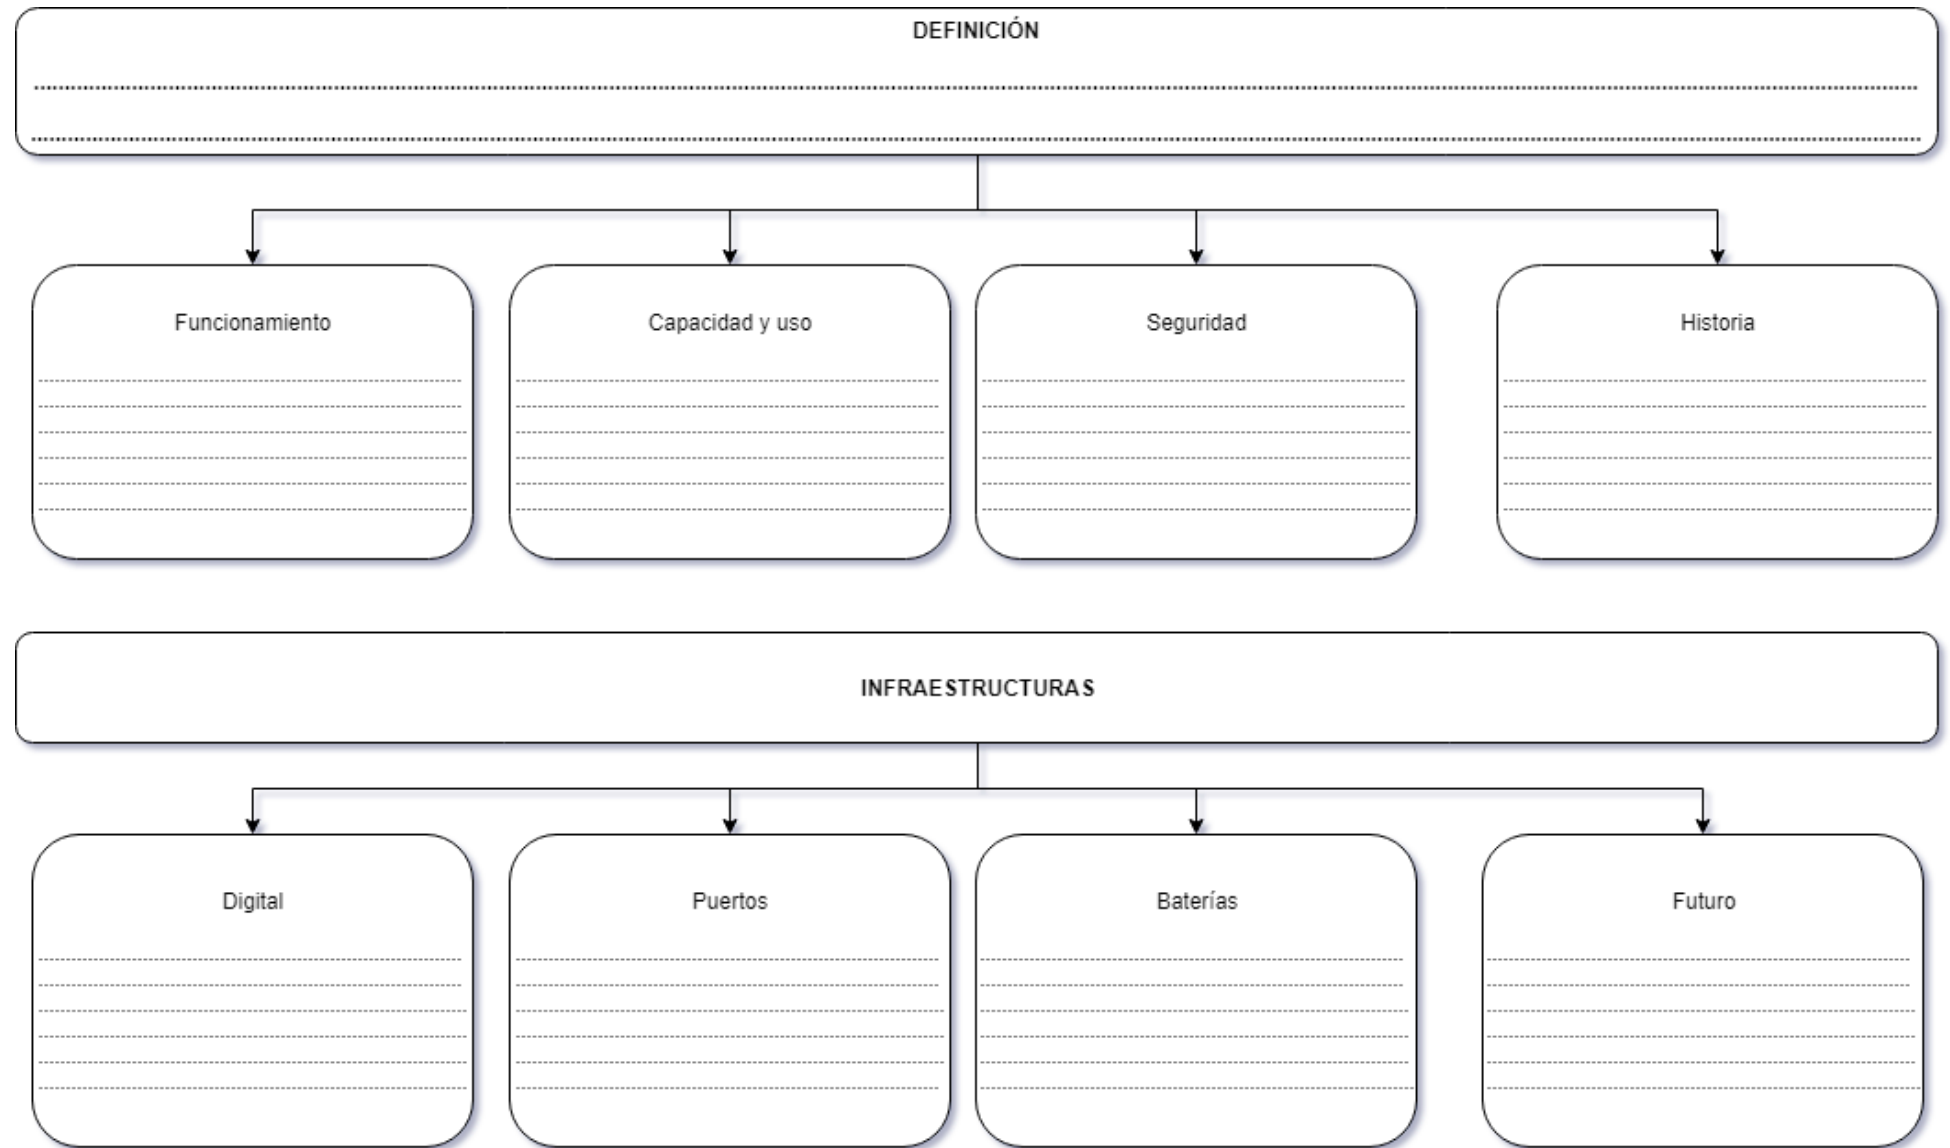 DEFINICIÓN
Funcionamiento
Capacidad y uso
Seguridad
Historia
INFRAESTRUCTURAS
Digital
Puertos
Baterías
Futuro